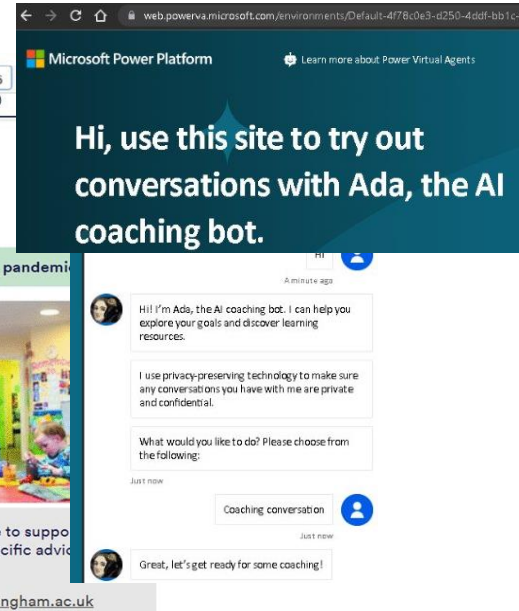 web.powerva.microsoft.com/environments/Default-4f78c0e3-d250-4ddf-bb1c-
Microsoft Power Platform
Learn more about Power Virtual Agents
Hi, use this site to try out
conversations with Ada, the AI
coaching bot.
pandemi
Hi
A minute ago
Hi! I'm Ada, the AI coaching bot. I can help you
explore your goals and discover learning
resources.
I use privacy-preserving technology to make sure
any conversations you have with me are private
and confidential.
What would you like to do? Please choose from
the following:
Just now
Coaching conversation
Just now
Great, let's get ready for some coaching!
e to suppo
cific advic
ngham.ac.uk